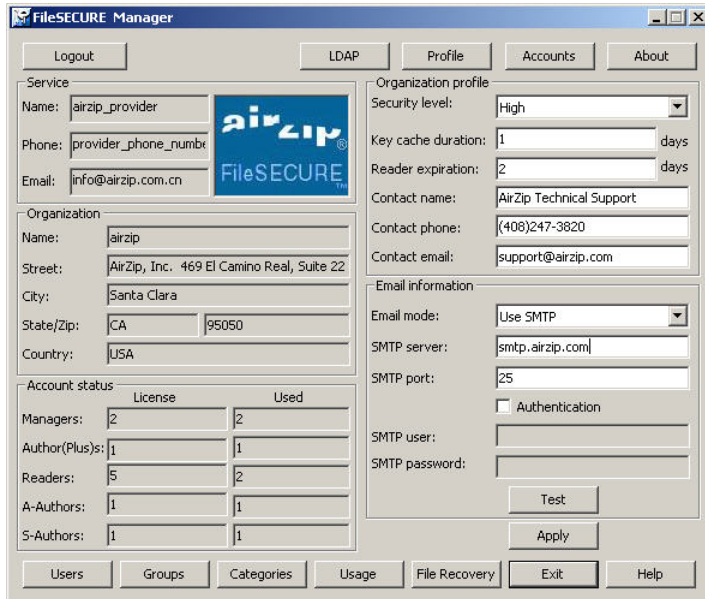 FileSECURE Manager
Logout LDAP Profile Accounts About
Service
Name: airzip_provider
Phone: provider_phone_numbe
Email: info@airzip.com.cn
airzip®
FileSECURE™
Organization
Name: airzip
Street: AirZip, Inc. 469 El Camino Real, Suite 22
City: Santa Clara
State/Zip: CA 95050
Country: USA
Account status
License Used
Managers: 2 2
Author(Plus)s: 1 1
Readers: 5 2
A-Authors: 1 1
S-Authors: 1 1
Organization profile
Security level: High
Key cache duration: 1 days
Reader expiration: 2 days
Contact name: AirZip Technical Support
Contact phone: (408)247-3820
Contact email: support@airzip.com
Email information
Email mode: Use SMTP
SMTP server: smtp.airzip.com
SMTP port: 25
Authentication
SMTP user:
SMTP password:
Test
Apply
Users Groups Categories Usage File Recovery Exit Help